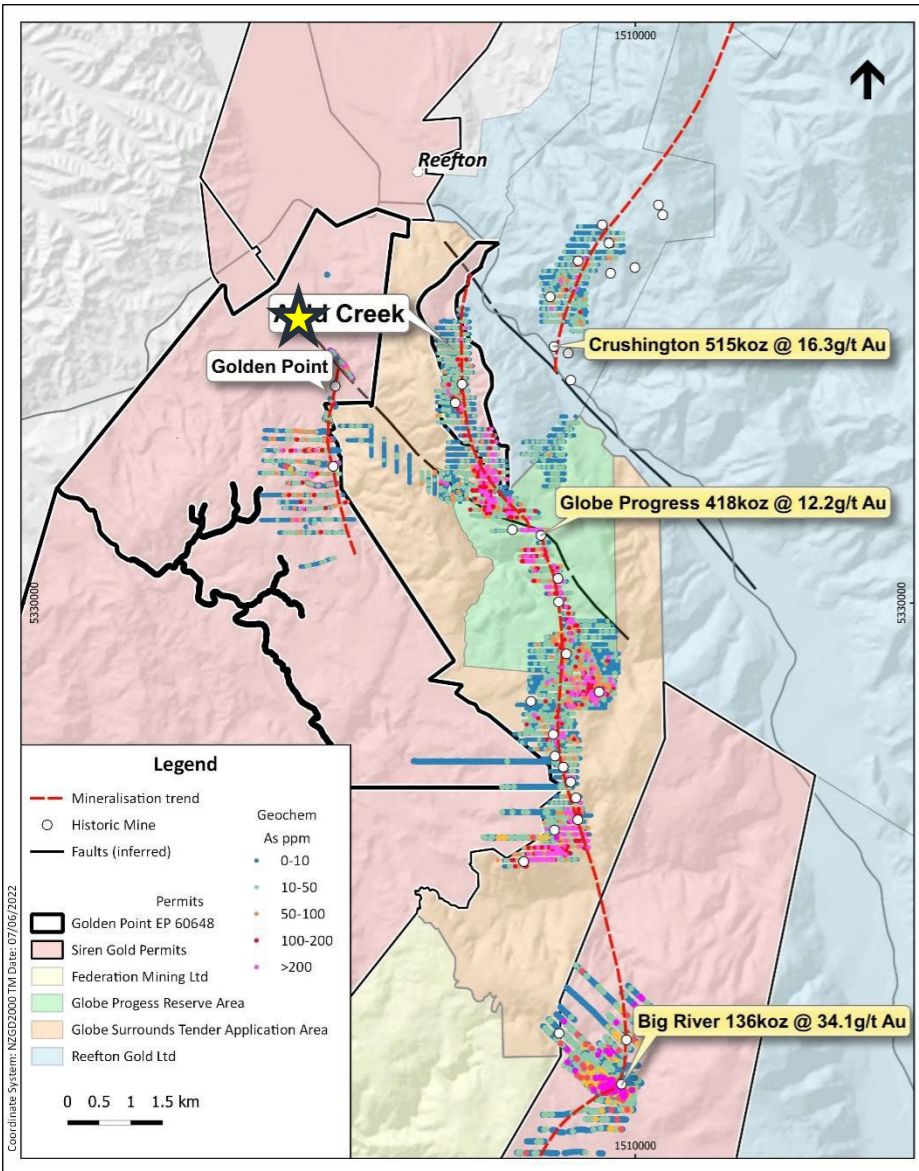 1510000
Reefton
Creek
Golden Point
Crushington 515koz @ 16.3g/t Au
Globe Progress 418koz @ 12.2g/t Au
5330000
5330000
Legend
Mineralisation trend
Historic Mine
Faults (inferred)
Geochem
As ppm
0-10
10-50
50-100
100-200
>200
Permits
Golden Point EP 60648
Siren Gold Permits
Federation Mining Ltd
Globe Progess Reserve Area
Globe Surrounds Tender Application Area
Reefton Gold Ltd
0 0.5 1 1.5 km
Big River 136koz @ 34.1g/t Au
1510000
Coordinate System: NZGD2000 TM Date: 07/06/2022